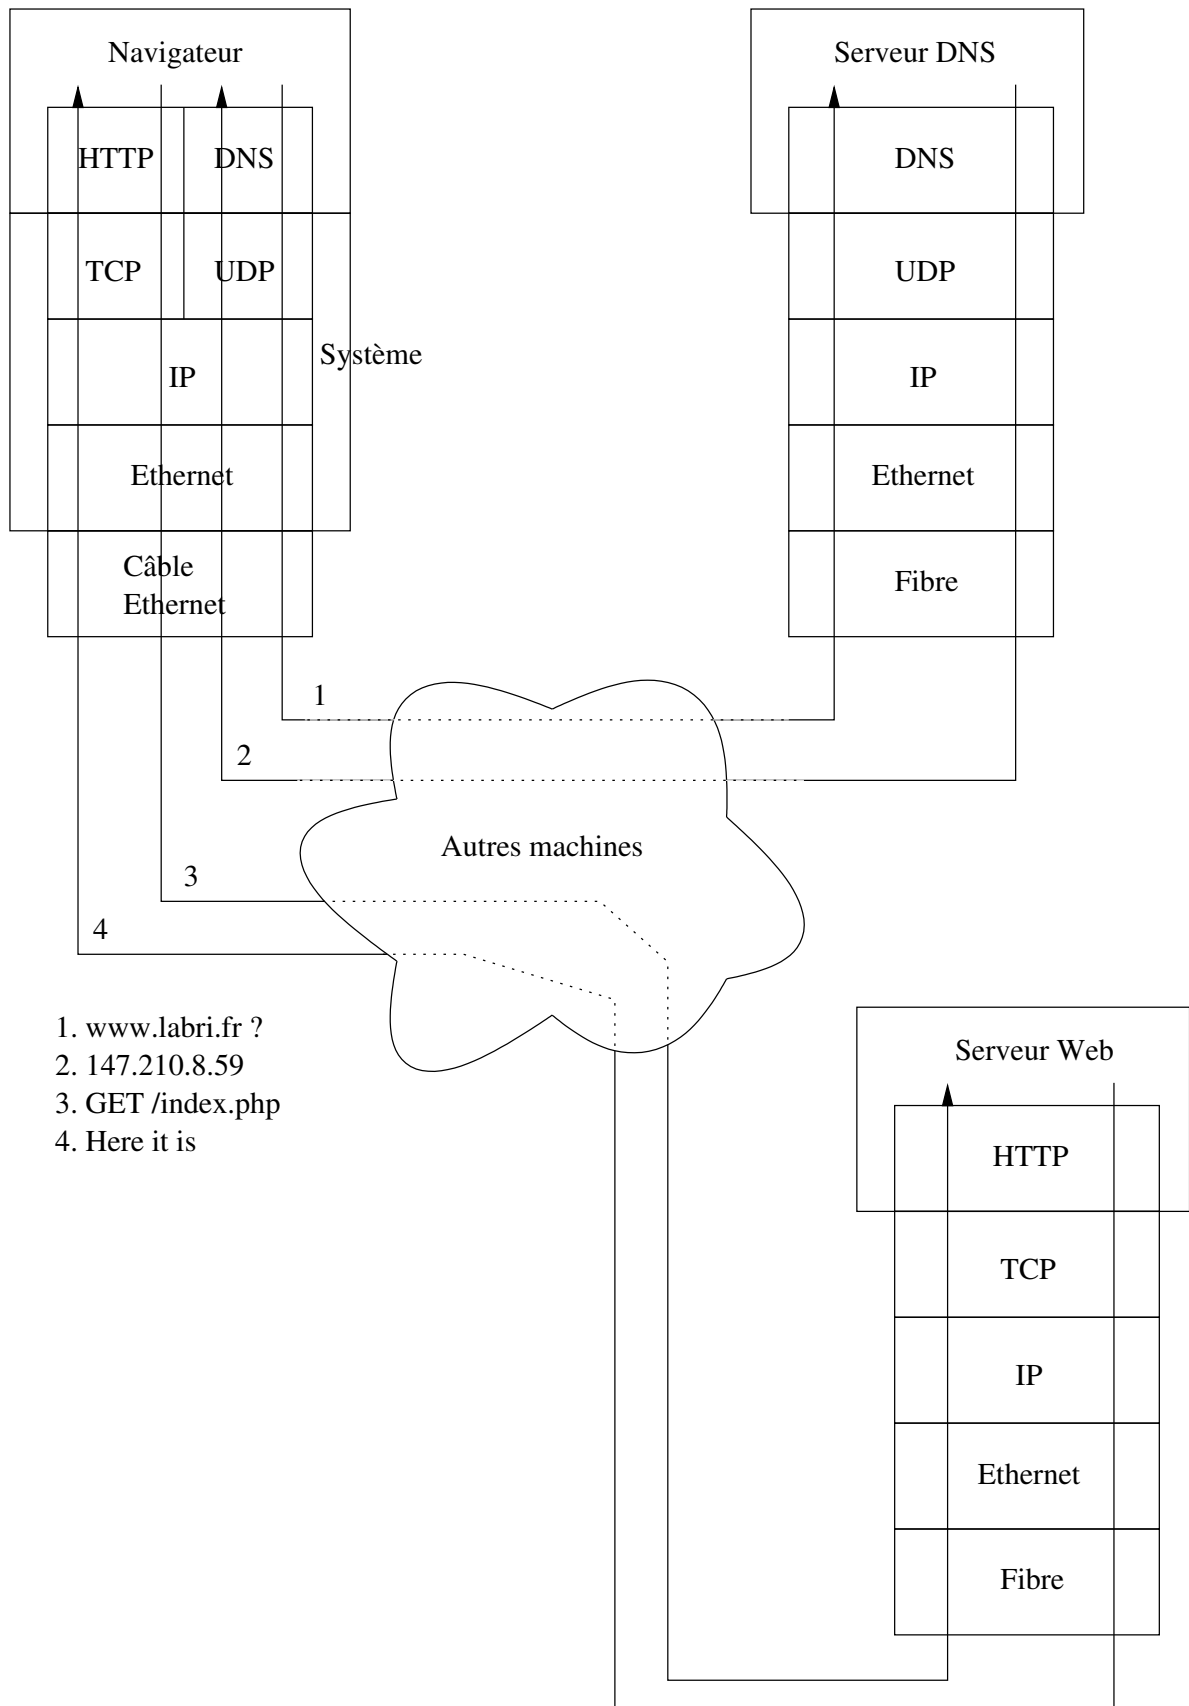 Navigateur
HTTP
DNS
TCP
UDP
IP
Système
Ethernet
Câble
Ethernet
Serveur DNS
DNS
UDP
IP
Ethernet
Fibre
1
2
Autres machines
3
4
1. www.labri.fr ?
2. 147.210.8.59
3. GET /index.php
4. Here it is
Serveur Web
HTTP
TCP
IP
Ethernet
Fibre